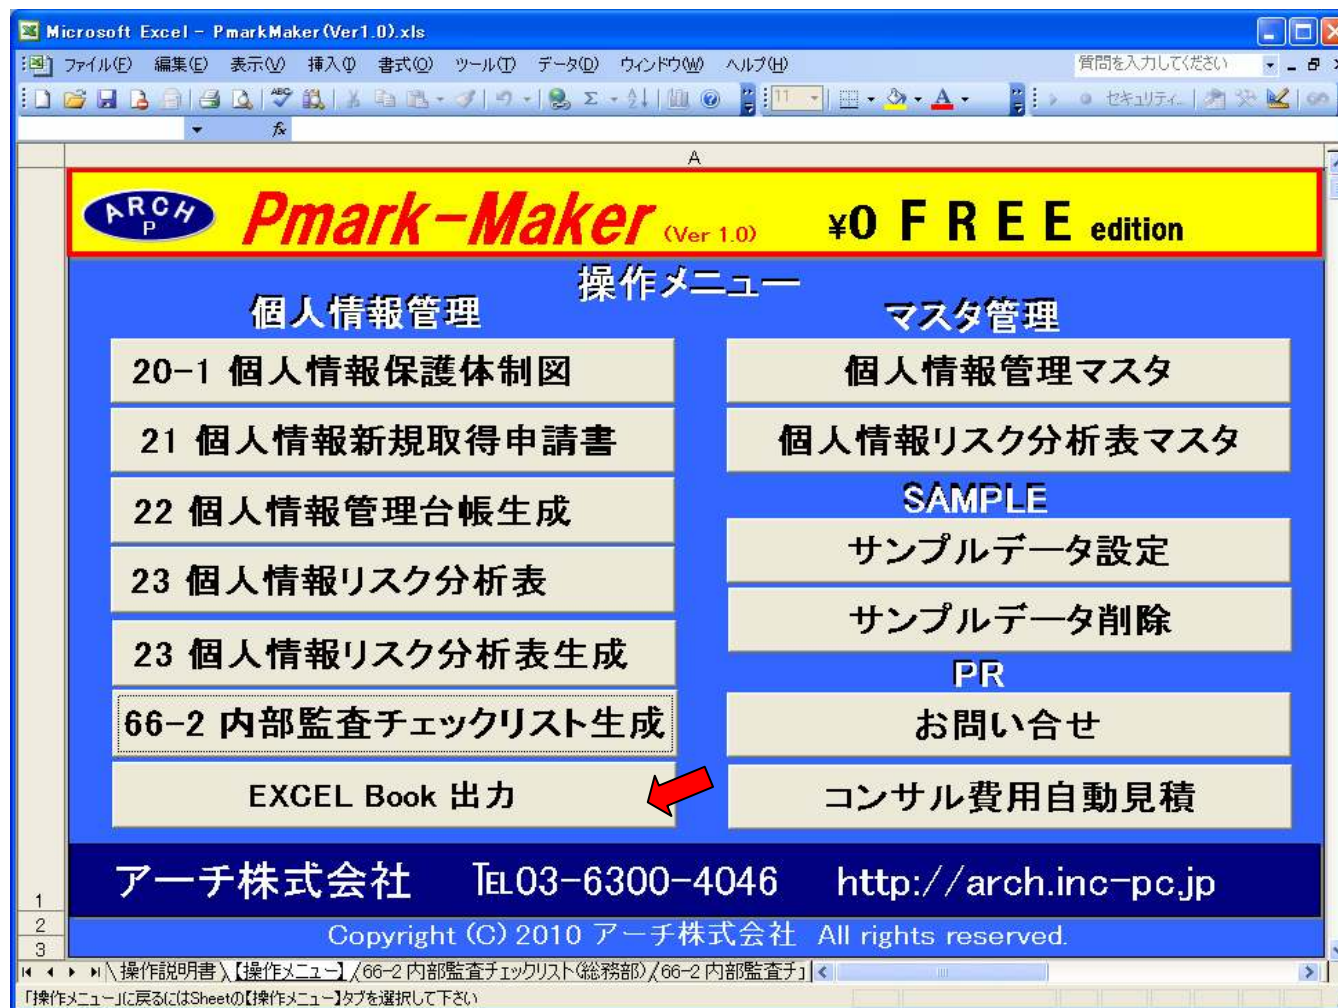 Microsoft Excel - PmarkMaker(Ver1.0).xls
ファイル(F) 編集(E) 表示(V) 挿入(I) 書式(O) ツール(T) データ(D) ウィンドウ(W) ヘルプ(H) 質問を入力してください
11 セキュリティ...
fx
A
ARCH P Pmark-Maker (Ver 1.0) ¥0 FREE edition
操作メニュー
個人情報管理 マスタ管理
20-1 個人情報保護体制図 個人情報管理マスタ
21 個人情報新規取得申請書 個人情報リスク分析表マスタ
SAMPLE
22 個人情報管理台帳生成 サンプルデータ設定
23 個人情報リスク分析表 サンプルデータ削除
23 個人情報リスク分析表生成
PR
66-2 内部監査チェックリスト生成 お問い合せ
EXCEL Book 出力 コンサル費用自動見積
アーチ株式会社 TEL03-6300-4046 http://arch.inc-pc.jp
1
2
Copyright (C) 2010 アーチ株式会社 All rights reserved.
3
操作説明書 【操作メニュー】 66-2 内部監査チェックリスト(総務部) 66-2 内部監査チェ
「操作メニュー」に戻るにはSheetの【操作メニュー】タブを選択して下さい